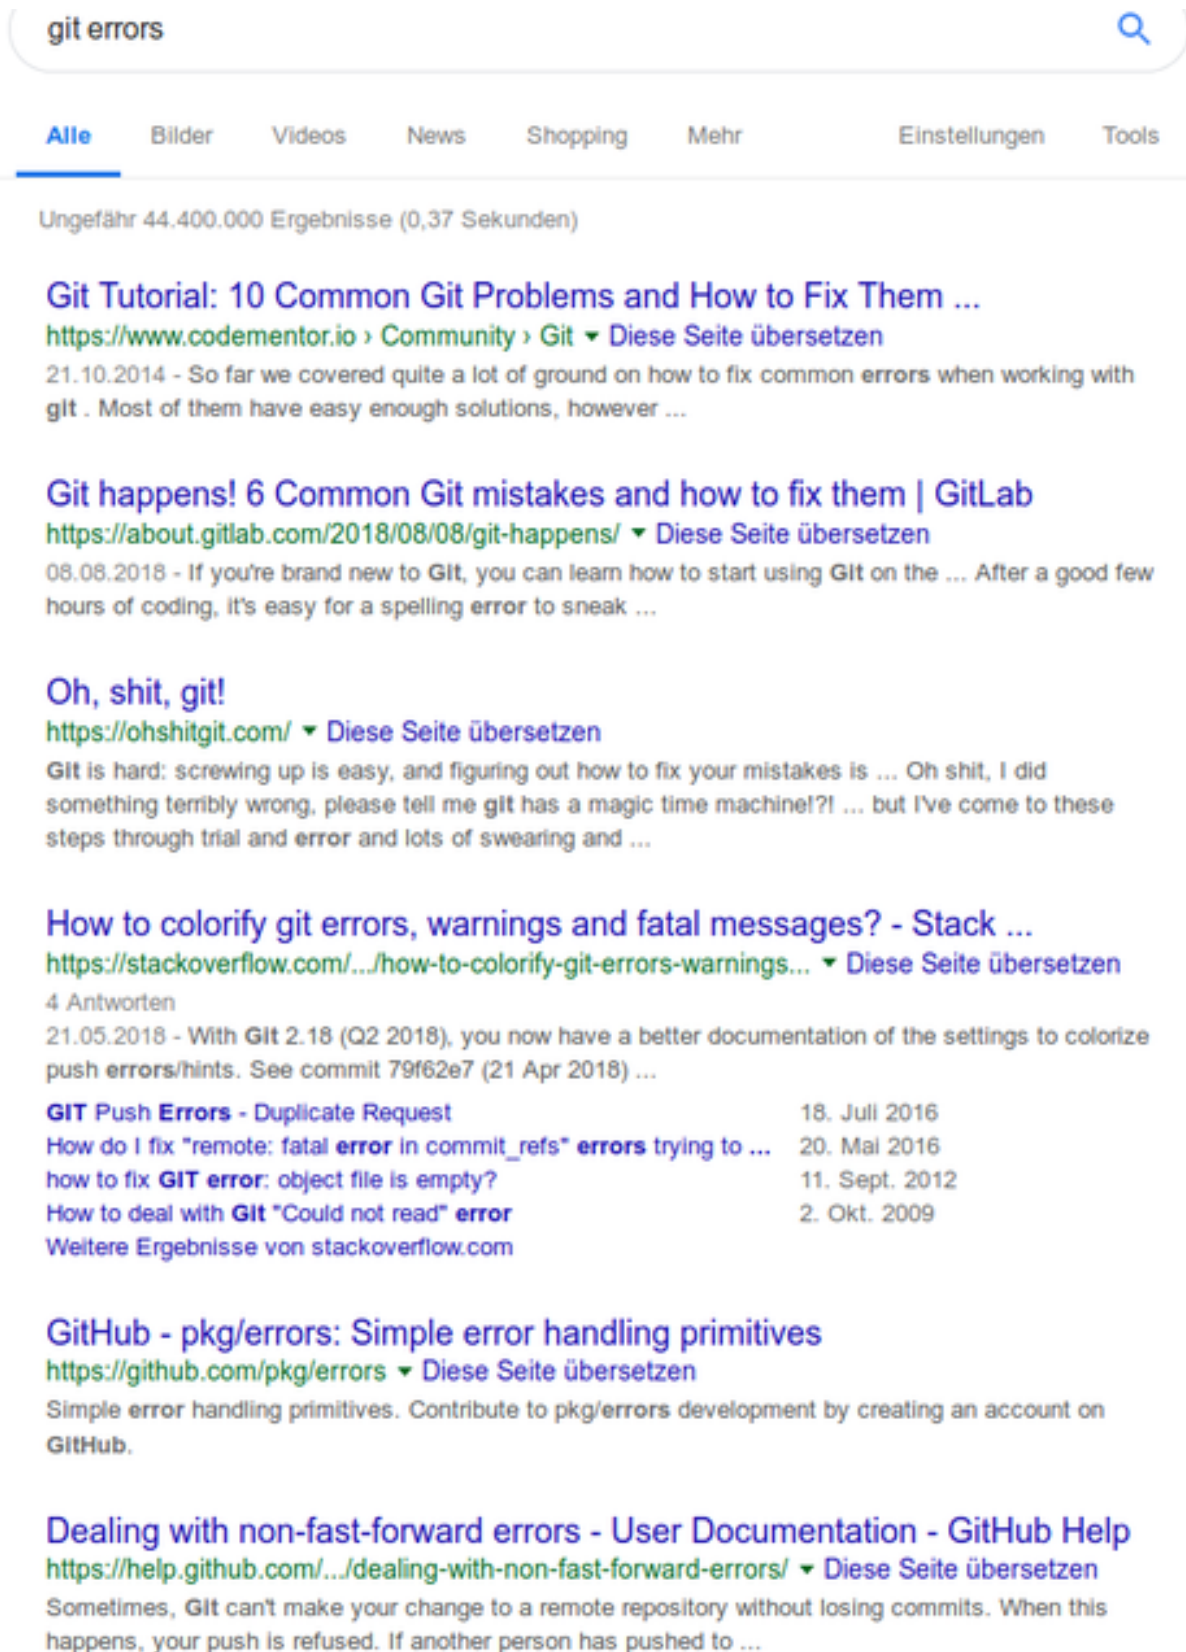 git errors
Alle Bilder Videos News Shopping Mehr Einstellungen Tools
Ungefähr 44.400.000 Ergebnisse (0,37 Sekunden)
Git Tutorial: 10 Common Git Problems and How to Fix Them ...
https://www.codementor.io › Community › Git ▾ Diese Seite übersetzen
21.10.2014 - So far we covered quite a lot of ground on how to fix common errors when working with
git . Most of them have easy enough solutions, however ...
Git happens! 6 Common Git mistakes and how to fix them | GitLab
https://about.gitlab.com/2018/08/08/git-happens/ ▾ Diese Seite übersetzen
08.08.2018 - If you're brand new to Git, you can learn how to start using Git on the ... After a good few
hours of coding, it's easy for a spelling error to sneak ...
Oh, shit, git!
https://ohshitgit.com/ ▾ Diese Seite übersetzen
Git is hard: screwing up is easy, and figuring out how to fix your mistakes is ... Oh shit, I did
something terribly wrong, please tell me git has a magic time machine!?! ... but I've come to these
steps through trial and error and lots of swearing and ...
How to colorify git errors, warnings and fatal messages? - Stack ...
https://stackoverflow.com/.../how-to-colorify-git-errors-warnings... ▾ Diese Seite übersetzen
4 Antworten
21.05.2018 - With Git 2.18 (Q2 2018), you now have a better documentation of the settings to colorize
push errors/hints. See commit 79f62e7 (21 Apr 2018) ...
GIT Push Errors - Duplicate Request 18. Juli 2016
How do I fix "remote: fatal error in commit_refs" errors trying to ... 20. Mai 2016
how to fix GIT error: object file is empty? 11. Sept. 2012
How to deal with Git "Could not read" error 2. Okt. 2009
Weitere Ergebnisse von stackoverflow.com
GitHub - pkg/errors: Simple error handling primitives
https://github.com/pkg/errors ▾ Diese Seite übersetzen
Simple error handling primitives. Contribute to pkg/errors development by creating an account on
GitHub.
Dealing with non-fast-forward errors - User Documentation - GitHub Help
https://help.github.com/.../dealing-with-non-fast-forward-errors/ ▾ Diese Seite übersetzen
Sometimes, Git can't make your change to a remote repository without losing commits. When this
happens, your push is refused. If another person has pushed to ...